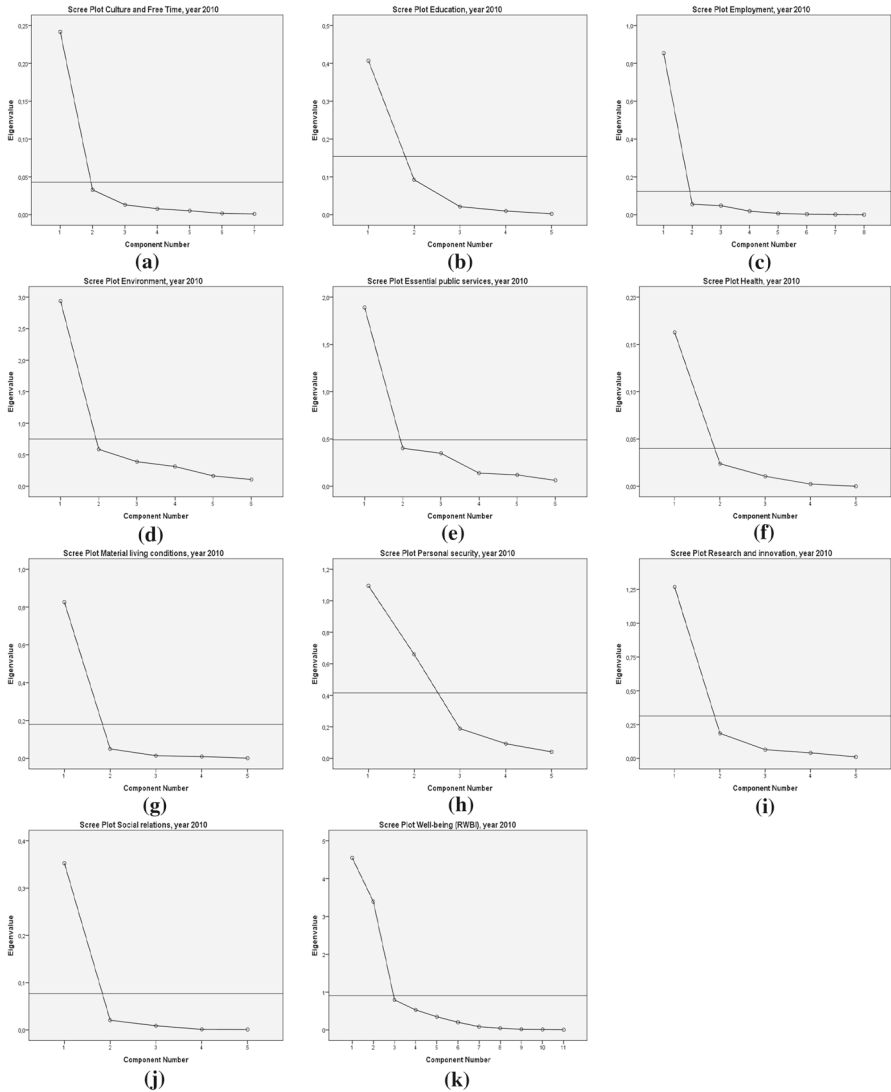 Scree Plot Culture and Free Time, year 2010
Eigenvalue
0,25
0,20
0,15
0,10
0,05
0,00
1 2 3 4 5 6 7
Component Number
(a)
Scree Plot Education, year 2010
Eigenvalue
0,5
0,4
0,3
0,2
0,1
0,0
1 2 3 4 5
Component Number
(b)
Scree Plot Employment, year 2010
Eigenvalue
1,0
0,8
0,6
0,4
0,2
0,0
1 2 3 4 5 6 7 8
Component Number
(c)
Scree Plot Environment, year 2010
Eigenvalue
3,0
2,5
2,0
1,5
1,0
0,5
0,0
1 2 3 4 5 6
Component Number
(d)
Scree Plot Essential public services, year 2010
Eigenvalue
2,0
1,5
1,0
0,5
0,0
1 2 3 4 5 6
Component Number
(e)
Scree Plot Health, year 2010
Eigenvalue
0,20
0,15
0,10
0,05
0,00
1 2 3 4 5
Component Number
(f)
Scree Plot Material living conditions, year 2010
Eigenvalue
1,0
0,8
0,6
0,4
0,2
0,0
1 2 3 4 5
Component Number
(g)
Scree Plot Personal security, year 2010
Eigenvalue
1,2
1,0
0,8
0,6
0,4
0,2
0,0
1 2 3 4 5
Component Number
(h)
Scree Plot Research and innovation, year 2010
Eigenvalue
1,25
1,00
0,75
0,50
0,25
0,00
1 2 3 4 5
Component Number
(i)
Scree Plot Social relations, year 2010
Eigenvalue
0,4
0,3
0,2
0,1
0,0
1 2 3 4 5
Component Number
(j)
Scree Plot Well-being (RWBI), year 2010
Eigenvalue
5
4
3
2
1
0
1 2 3 4 5 6 7 8 9 10 11
Component Number
(k)